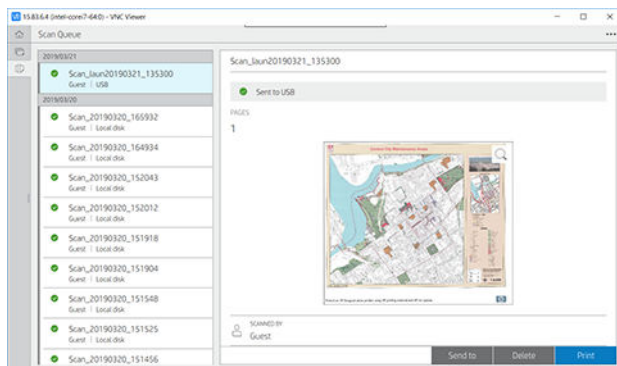 15.83.6.4 (intel-corei7-64:0) - VNC Viewer
Scan Queue
2019/03/21
Scan_laun20190321_135300
Guest | USB
2019/03/20
Scan_20190320_165932
Guest | Local disk
Scan_20190320_164934
Guest | Local disk
Scan_20190320_152043
Guest | Local disk
Scan_20190320_152012
Guest | Local disk
Scan_20190320_151918
Guest | Local disk
Scan_20190320_151904
Guest | Local disk
Scan_20190320_151548
Guest | Local disk
Scan_20190320_151525
Guest | Local disk
Scan_20190320_151456
Scan_laun20190321_135300
Sent to USB
PAGES
1
SCANNED BY
Guest
Send to
Delete
Print